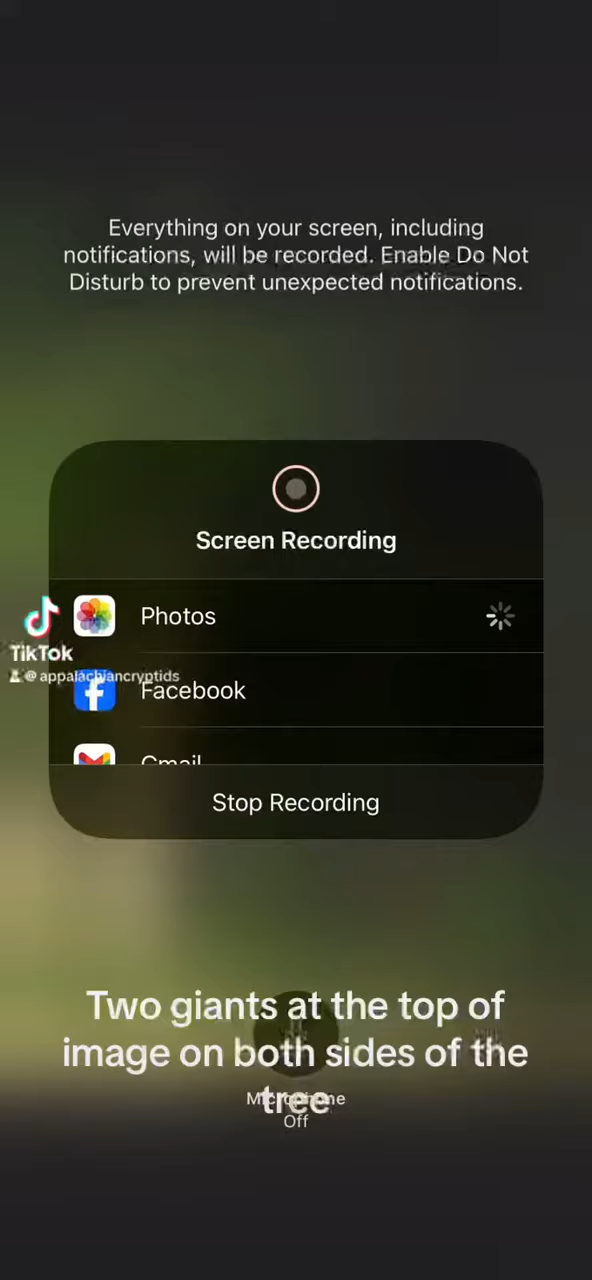 Everything on your screen, including
notifications, will be recorded. Enable Do Not
Disturb to prevent unexpected notifications.
Screen Recording
Photos
TikTok
@appalachiancryptids
Facebook
Gmail
Stop Recording
Two giants at the top of
image on both sides of the
tree
Microphone
Off